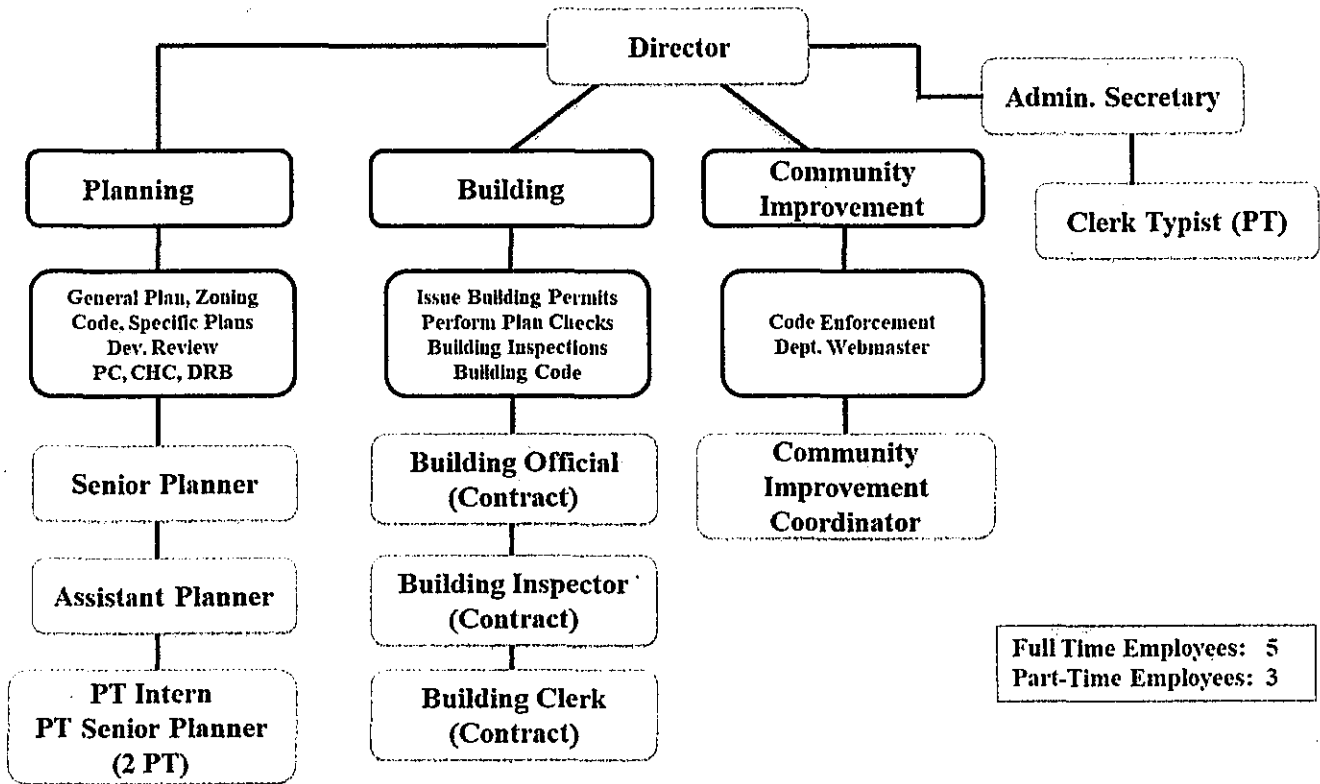 Director
Admin. Secretary
Clerk Typist (PT)
Planning
General Plan, Zoning
Code, Specific Plans
Dev. Review
PC, CHC, DRB
Senior Planner
Assistant Planner
PT Intern
PT Senior Planner
(2 PT)
Building
Issue Building Permits
Perform Plan Checks
Building Inspections
Building Code
Building Official
(Contract)
Building Inspector
(Contract)
Building Clerk
(Contract)
Community
Improvement
Code Enforcement
Dept. Webmaster
Community
Improvement
Coordinator
Full Time Employees: 5
Part-Time Employees: 3